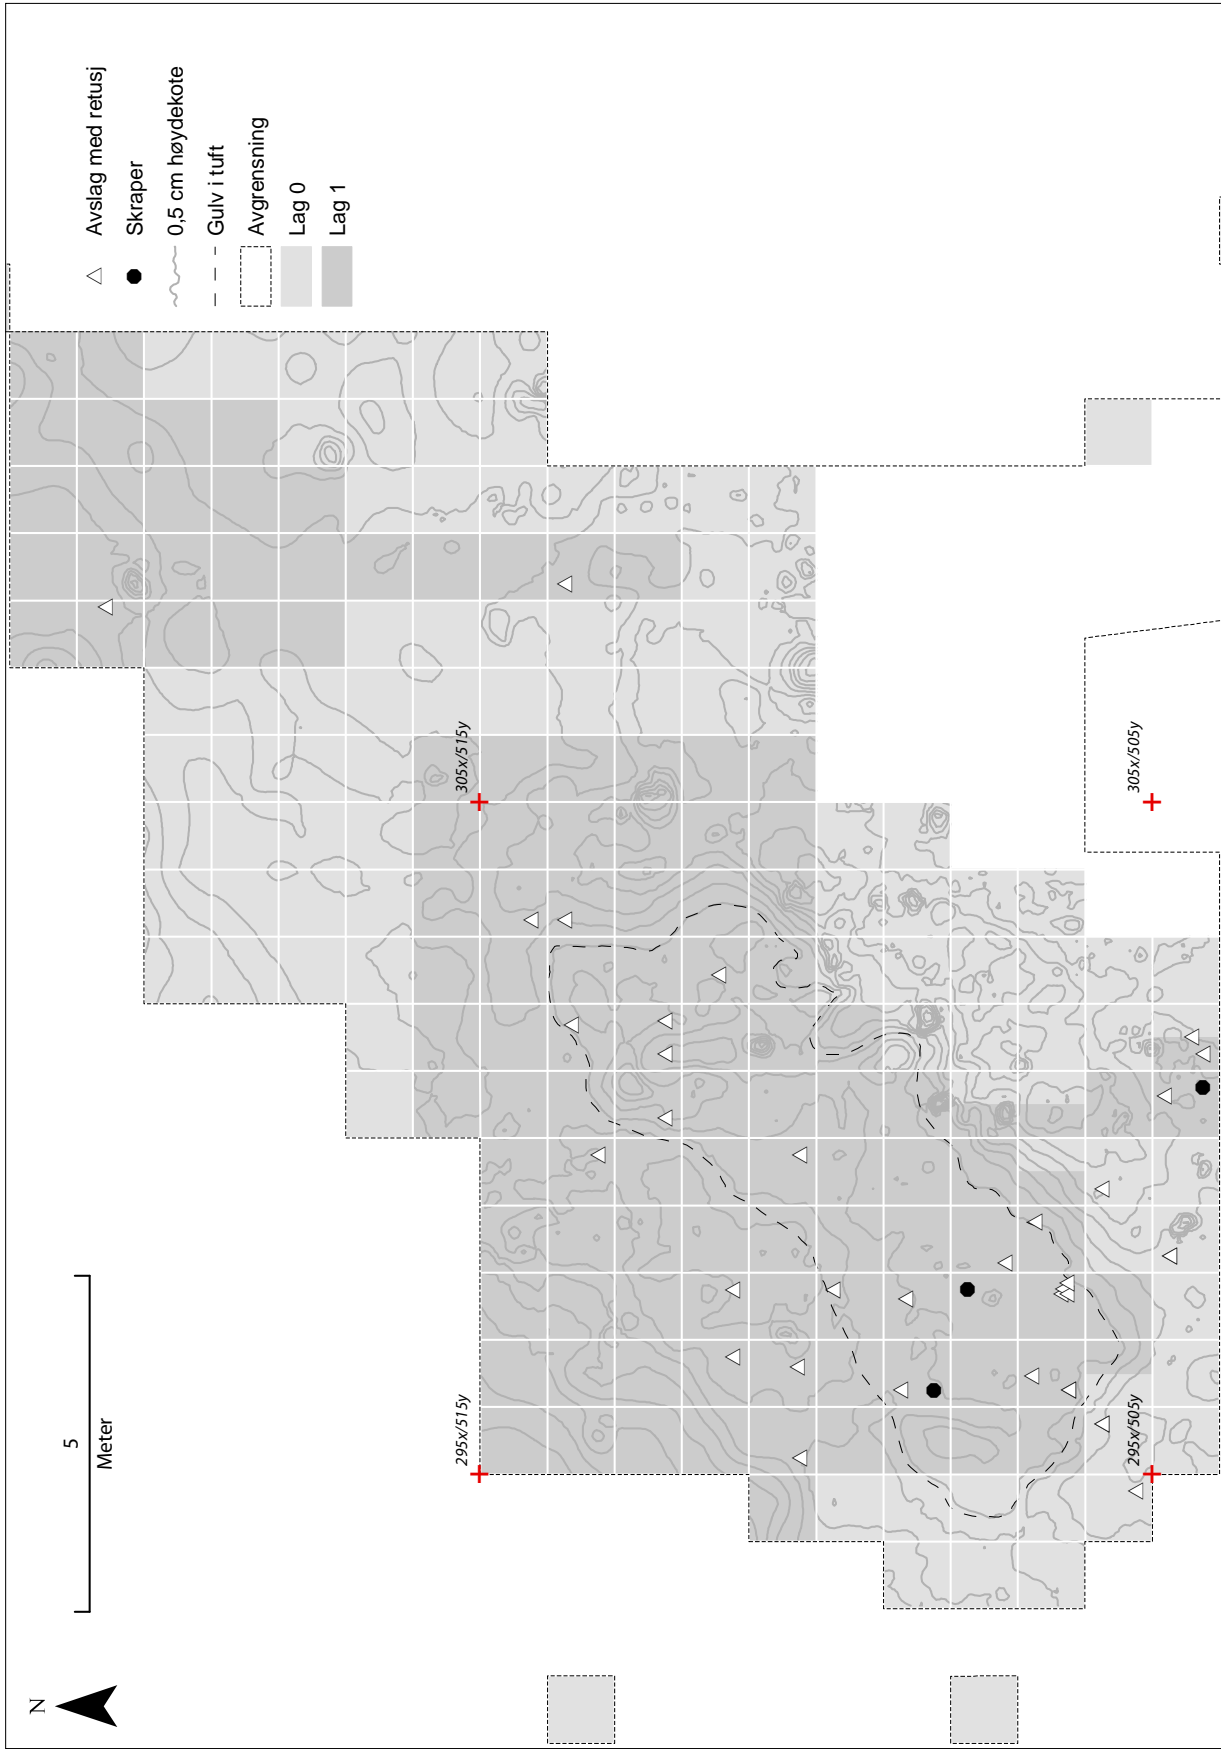 Avslag med retusj
Skraper
0,5 cm høydekote
Gulv i tuft
Avgrensning
Lag 0
Lag 1
305x/515y
305x/505y
295x/515y
295x/505y
5
Meter
N